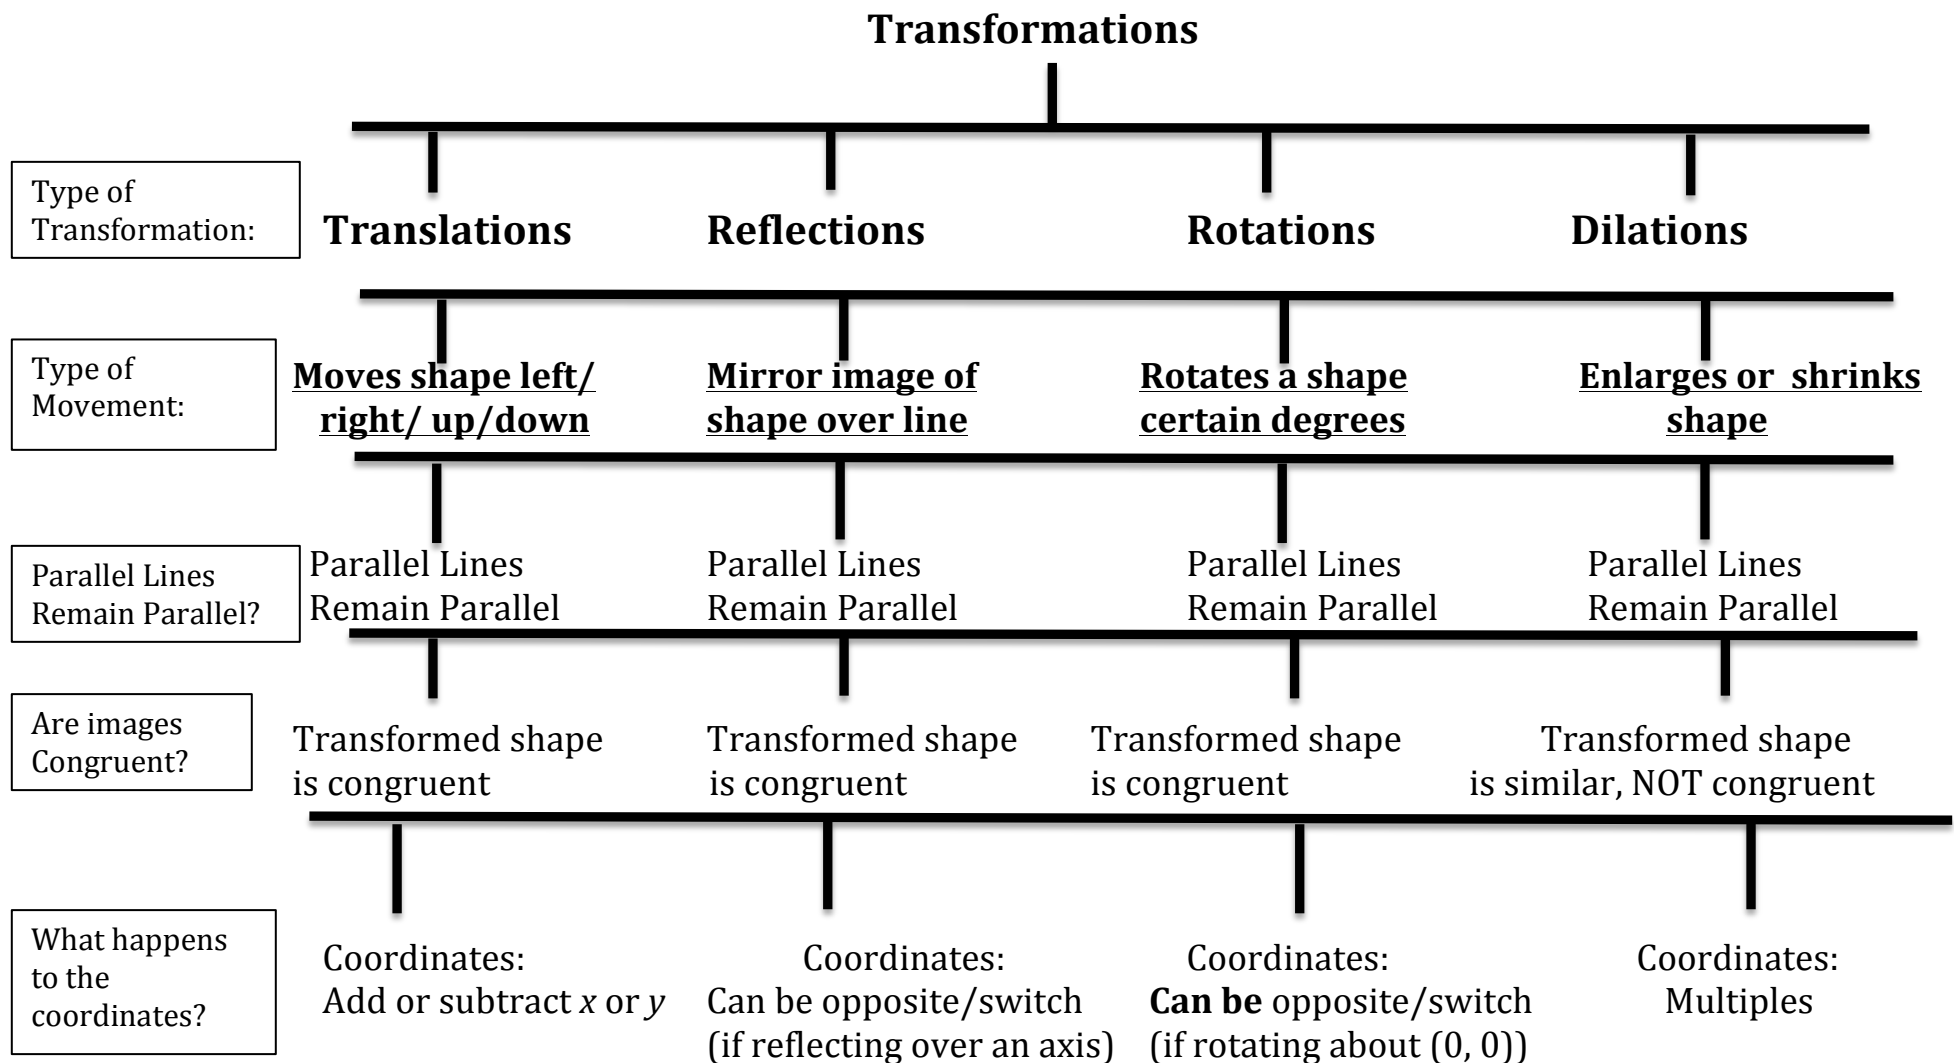 Transformations
Type of
Transformation:
Translations
Reflections
Rotations
Dilations
Type of
Movement:
Moves shape left/
right/ up/down
Mirror image of
shape over line
Rotates a shape
certain degrees
Enlarges or shrinks
shape
Parallel Lines
Remain Parallel?
Parallel Lines
Remain Parallel
Parallel Lines
Remain Parallel
Parallel Lines
Remain Parallel
Parallel Lines
Remain Parallel
Are images
Congruent?
Transformed shape
is congruent
Transformed shape
is congruent
Transformed shape
is congruent
Transformed shape
is similar, NOT congruent
What happens
to the
coordinates?
Coordinates:
Add or subtract x or y
Coordinates:
Can be opposite/switch
(if reflecting over an axis)
Coordinates:
Can be opposite/switch
(if rotating about (0, 0))
Coordinates:
Multiples